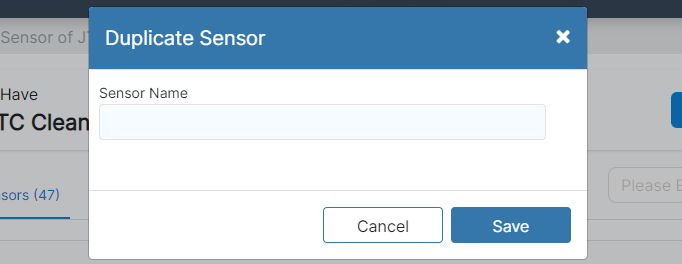 Sensor of J
Duplicate Sensor
Have
TC Clean
Sensor Name
sors (47)
Please E
Cancel
Save